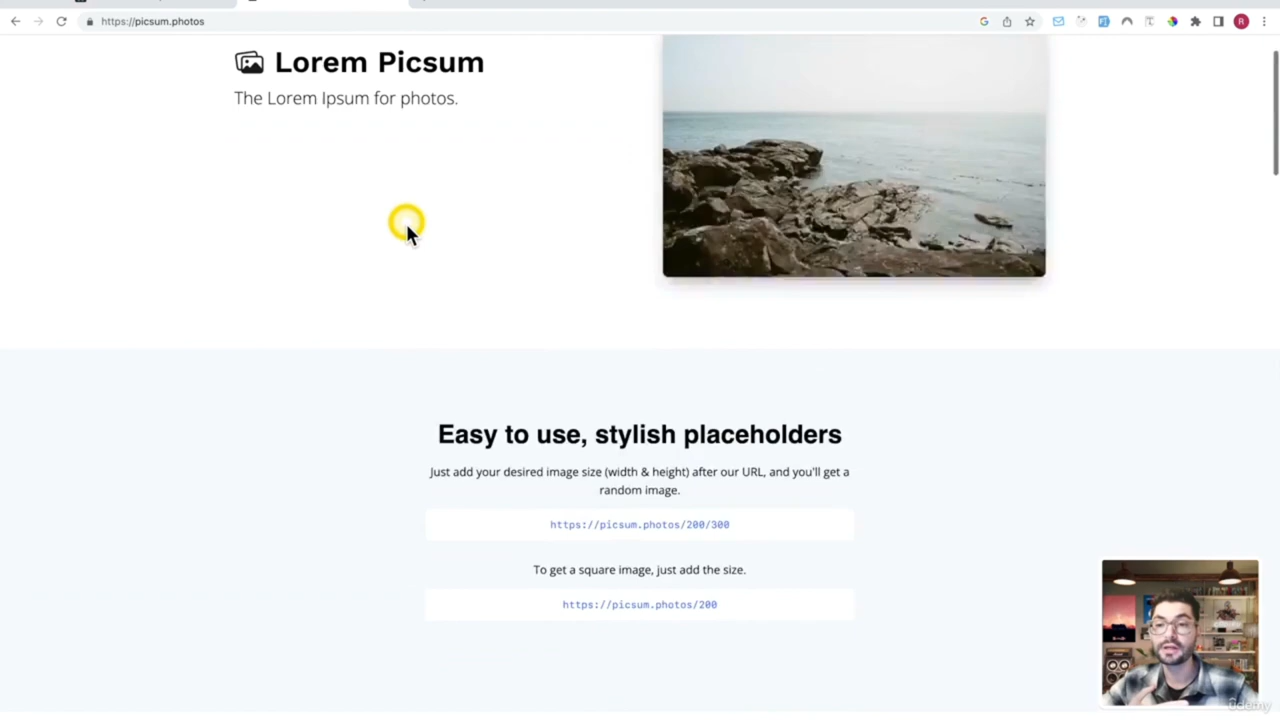 https://picsum.photos
R
Lorem Picsum
The Lorem Ipsum for photos.
Easy to use, stylish placeholders
Just add your desired image size (width & height) after our URL, and you'll get a
random image.
https://picsum.photos/200/300
To get a square image, just add the size.
https://picsum.photos/200
ûdemy